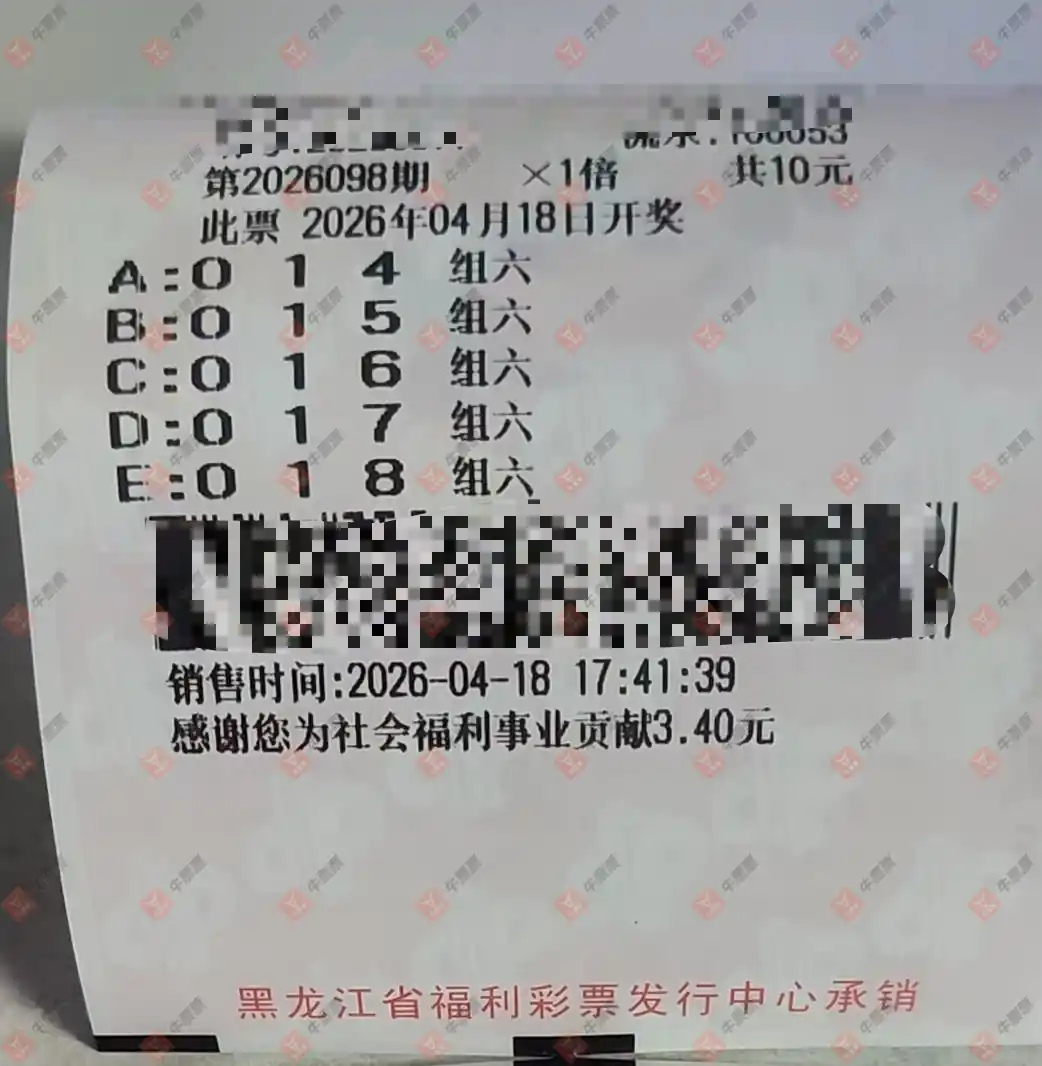 第2026098期 ×1倍 共10元
此票 2026年04月18日开奖
A:0 1 4 组六
B:0 1 5 组六
C:0 1 6 组六
D:0 1 7 组六
E:0 1 8 组六
销售时间:2026-04-18 17:41:39
感谢您为社会福利事业贡献3.40元
黑龙江省福利彩票发行中心承销